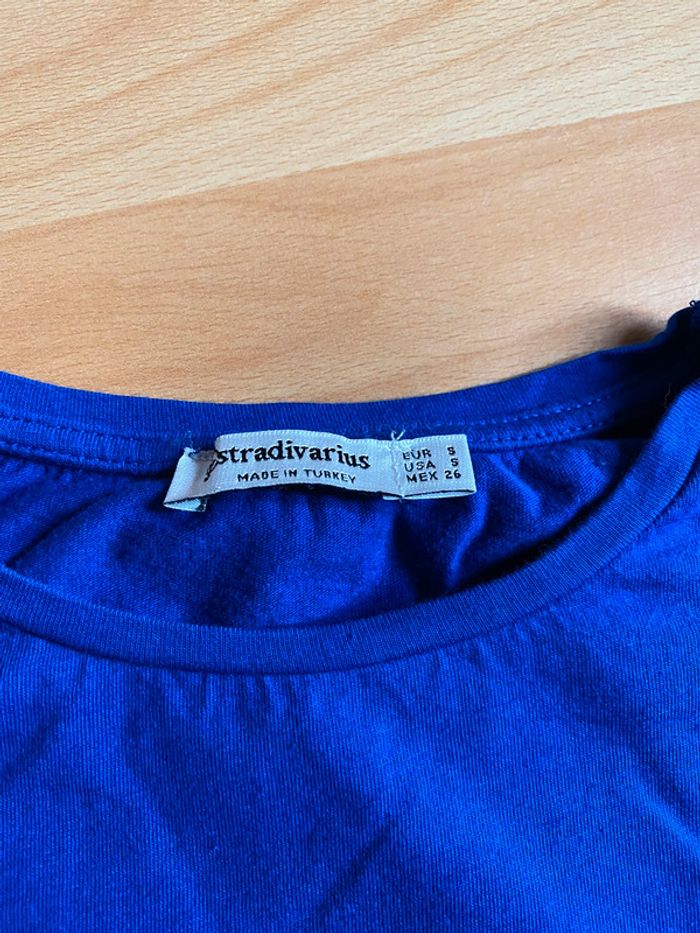 stradivarius
MADE IN TURKEY
EUR S
USA S
MEX 26